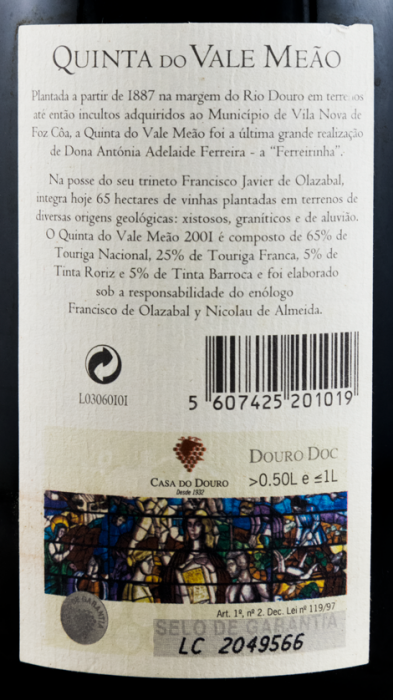 QUINTA DO VALE MEÃO
Plantada a partir de 1887 na margem do Rio Douro em terrenos
até então incultos adquiridos ao Município de Vila Nova de
Foz Côa, a Quinta do Vale Meão foi a última grande realização
de Dona Antónia Adelaide Ferreira - a “Ferreirinha”.
Na posse do seu trineto Francisco Javier de Olazabal,
integra hoje 65 hectares de vinhas plantadas em terrenos de
diversas origens geológicas: xistosos, graníticos e de aluvião.
O Quinta do Vale Meão 2001 é composto de 65% de
Touriga Nacional, 25% de Touriga Franca, 5% de
Tinta Roriz e 5% de Tinta Barroca e foi elaborado
sob a responsabilidade do enólogo
Francisco de Olazabal y Nicolau de Almeida.
L03060101
5 607425 201019
CASA DO DOURO
Desde 1932
DOURO DOC
>0.50L e ≤1L
Art. 1º, nº 2. Dec. Lei nº 119/97
SELO DE GARANTIA
LC 2049566
DE GARANTIA